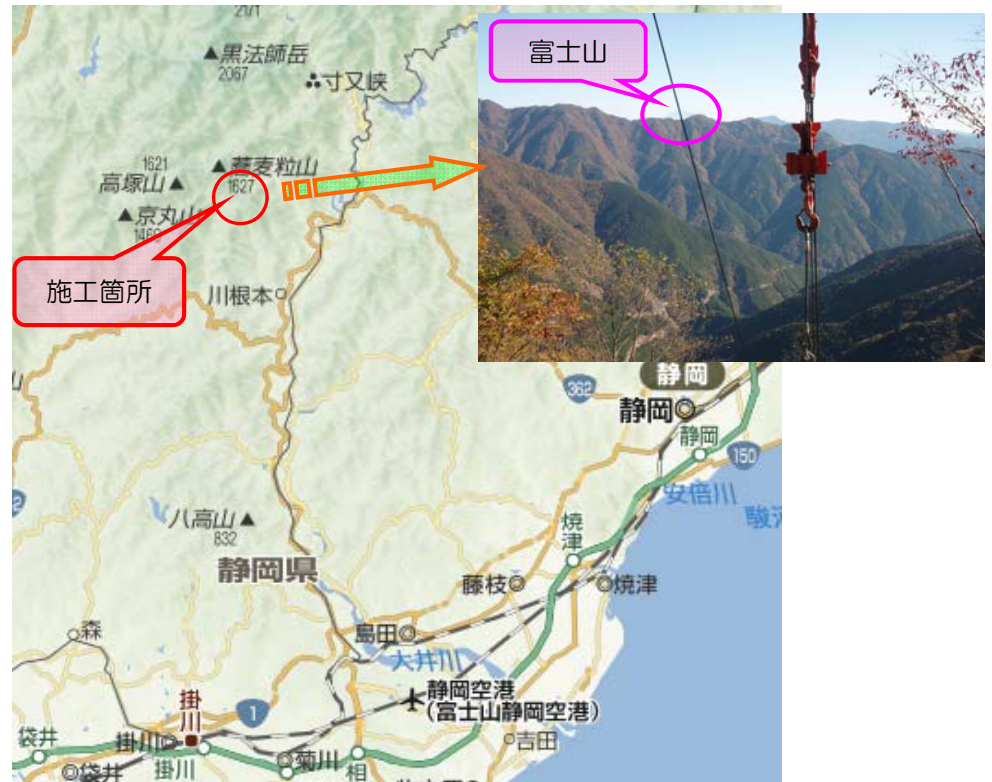 21/1
黒法師岳
2067
寸又峡
富士山
1621
高塚山
蕎麦粒山
1627
京丸山
1469
施工箇所
川根本
362
静岡
静岡
静岡
150
安倍川
八高山
832
焼津
静岡県
藤枝
焼津
森
島田
大井川
静岡空港
(富士山静岡空港)
掛川
1
吉田
袋井
掛川
袋井
掛川
菊川
相